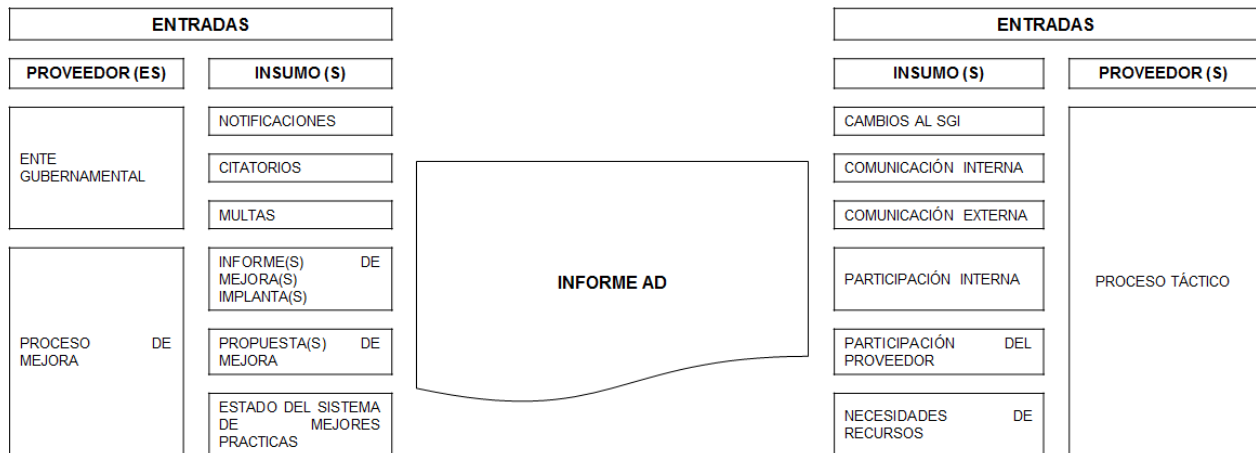 ENTRADAS
PROVEEDOR (ES)
INSUMO (S)
ENTE
GUBERNAMENTAL
NOTIFICACIONES
CITATORIOS
MULTAS
PROCESO DE
MEJORA
INFORME(S) DE
MEJORA(S)
IMPLANTA(S)
PROPUESTA(S) DE
MEJORA
ESTADO DEL SISTEMA
DE MEJORES
PRACTICAS
INFORME AD
ENTRADAS
INSUMO (S)
PROVEEDOR (S)
CAMBIOS AL SGI
COMUNICACIÓN INTERNA
COMUNICACIÓN EXTERNA
PARTICIPACIÓN INTERNA
PARTICIPACIÓN DEL
PROVEEDOR
NECESIDADES DE
RECURSOS
PROCESO TÁCTICO